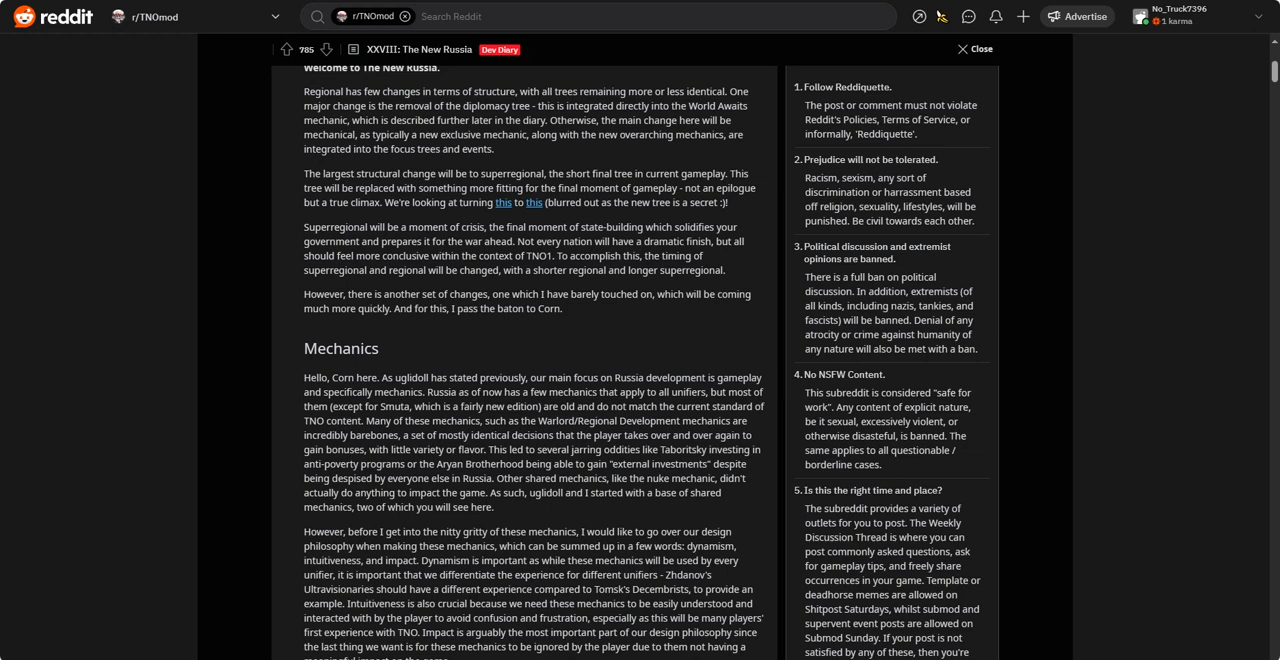 reddit
r/TNOmod
r/TNOmod
Search Reddit
Advertise
No_Truck7396
1 karma
785
XXVIII: The New Russia
Dev Diary
Close
Welcome to The New Russia.
Regional has few changes in terms of structure, with all trees remaining more or less identical. One
major change is the removal of the diplomacy tree - this is integrated directly into the World Awaits
mechanic, which is described further later in the diary. Otherwise, the main change here will be
mechanical, as typically a new exclusive mechanic, along with the new overarching mechanics, are
integrated into the focus trees and events.
The largest structural change will be to superregional, the short final tree in current gameplay. This
tree will be replaced with something more fitting for the final moment of gameplay - not an epilogue
but a true climax. We're looking at turning this to this (blurred out as the new tree is a secret :)!
Superregional will be a moment of crisis, the final moment of state-building which solidifies your
government and prepares it for the war ahead. Not every nation will have a dramatic finish, but all
should feel more conclusive within the context of TNO1. To accomplish this, the timing of
superregional and regional will be changed, with a shorter regional and longer superregional.
However, there is another set of changes, one which I have barely touched on, which will be coming
much more quickly. And for this, I pass the baton to Corn.
Mechanics
Hello, Corn here. As uglidoll has stated previously, our main focus on Russia development is gameplay
and specifically mechanics. Russia as of now has a few mechanics that apply to all unifiers, but most of
them (except for Smuta, which is a fairly new edition) are old and do not match the current standard of
TNO content. Many of these mechanics, such as the Warlord/Regional Development mechanics are
incredibly barebones, a set of mostly identical decisions that the player takes over and over again to
gain bonuses, with little variety or flavor. This led to several jarring oddities like Taboritsky investing in
anti-poverty programs or the Aryan Brotherhood being able to gain "external investments" despite
being despised by everyone else in Russia. Other shared mechanics, like the nuke mechanic, didn't
actually do anything to impact the game. As such, uglidoll and I started with a base of shared
mechanics, two of which you will see here.
However, before I get into the nitty gritty of these mechanics, I would like to go over our design
philosophy when making these mechanics, which can be summed up in a few words: dynamism,
intuitiveness, and impact. Dynamism is important as while these mechanics will be used by every
unifier, it is important that we differentiate the experience for different unifiers - Zhdanov's
Ultravisionaries should have a different experience compared to Tomsk's Decembrists, to provide an
example. Intuitiveness is also crucial because we need these mechanics to be easily understood and
interacted with by the player to avoid confusion and frustration, especially as this will be many players'
first experience with TNO. Impact is arguably the most important part of our design philosophy since
the last thing we want is for these mechanics to be ignored by the player due to them not having a
meaningful impact on the game.
1. Follow Reddiquette.
The post or comment must not violate
Reddit's Policies, Terms of Service, or
informally, 'Reddiquette'.
2. Prejudice will not be tolerated.
Racism, sexism, any sort of
discrimination or harrassment based
off religion, sexuality, lifestyles, will be
punished. Be civil towards each other.
3. Political discussion and extremist
opinions are banned.
There is a full ban on political
discussion. In addition, extremists (of
all kinds, including nazis, tankies, and
fascists) will be banned. Denial of any
atrocity or crime against humanity of
any nature will also be met with a ban.
4. No NSFW Content.
This subreddit is considered "safe for
work". Any content of explicit nature,
be it sexual, excessively violent, or
otherwise disasteful, is banned. The
same applies to all questionable /
borderline cases.
5. Is this the right time and place?
The subreddit provides a variety of
outlets for you to post. The Weekly
Discussion Thread is where you can
post commonly asked questions, ask
for gameplay tips, and freely share
occurrences in your game. Template or
deadhorse memes are allowed on
Shitpost Saturdays, whilst submod and
supervent event posts are allowed on
Submod Sunday. If your post is not
satisfied by any of these, then you're